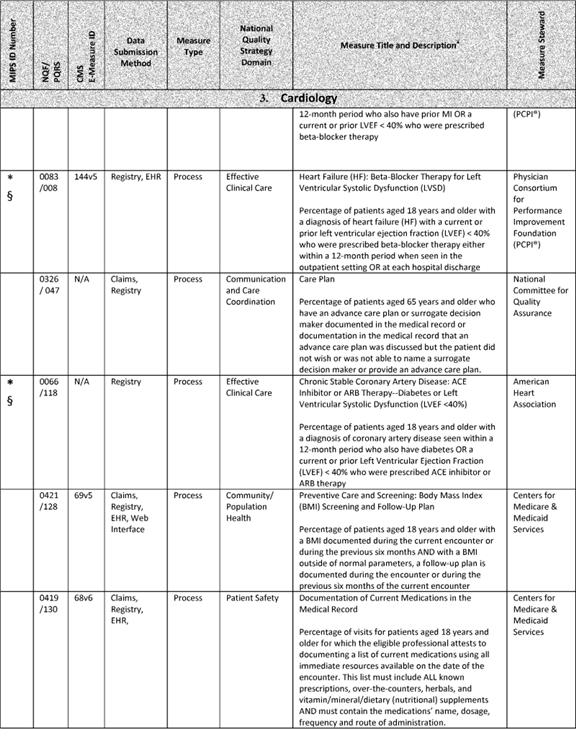 MIPS ID Number
NQF/
PQRS
CMS
E-Measure ID
Data
Submission
Method
Measure
Type
National
Quality
Strategy
Domain
Measure Title and Description¥
Measure Steward
3. Cardiology
12-month period who also have prior MI OR a
current or prior LVEF < 40% who were prescribed
beta-blocker therapy
(PCPI®)
*
§
0083
/008
144v5
Registry, EHR
Process
Effective
Clinical Care
Heart Failure (HF): Beta-Blocker Therapy for Left
Ventricular Systolic Dysfunction (LVSD)
Percentage of patients aged 18 years and older with
a diagnosis of heart failure (HF) with a current or
prior left ventricular ejection fraction (LVEF) < 40%
who were prescribed beta-blocker therapy either
within a 12-month period when seen in the
outpatient setting OR at each hospital discharge
Physician
Consortium
for
Performance
Improvement
Foundation
(PCPI®)
0326
/ 047
N/A
Claims,
Registry
Process
Communication
and Care
Coordination
Care Plan
Percentage of patients aged 65 years and older who
have an advance care plan or surrogate decision
maker documented in the medical record or
documentation in the medical record that an
advance care plan was discussed but the patient did
not wish or was not able to name a surrogate
decision maker or provide an advance care plan.
National
Committee for
Quality
Assurance
*
§
0066
/118
N/A
Registry
Process
Effective
Clinical Care
Chronic Stable Coronary Artery Disease: ACE
Inhibitor or ARB Therapy--Diabetes or Left
Ventricular Systolic Dysfunction (LVEF <40%)
Percentage of patients aged 18 years and older with
a diagnosis of coronary artery disease seen within a
12-month period who also have diabetes OR a
current or prior Left Ventricular Ejection Fraction
(LVEF) < 40% who were prescribed ACE inhibitor or
ARB therapy
American
Heart
Association
0421
/128
69v5
Claims,
Registry,
EHR, Web
Interface
Process
Community/
Population
Health
Preventive Care and Screening: Body Mass Index
(BMI) Screening and Follow-Up Plan
Percentage of patients aged 18 years and older with
a BMI documented during the current encounter or
during the previous six months AND with a BMI
outside of normal parameters, a follow-up plan is
documented during the encounter or during the
previous six months of the current encounter
Centers for
Medicare &
Medicaid
Services
0419
/130
68v6
Claims,
Registry,
EHR,
Process
Patient Safety
Documentation of Current Medications in the
Medical Record
Percentage of visits for patients aged 18 years and
older for which the eligible professional attests to
documenting a list of current medications using all
immediate resources available on the date of the
encounter. This list must include ALL known
prescriptions, over-the-counters, herbals, and
vitamin/mineral/dietary (nutritional) supplements
AND must contain the medications' name, dosage,
frequency and route of administration.
Centers for
Medicare &
Medicaid
Services